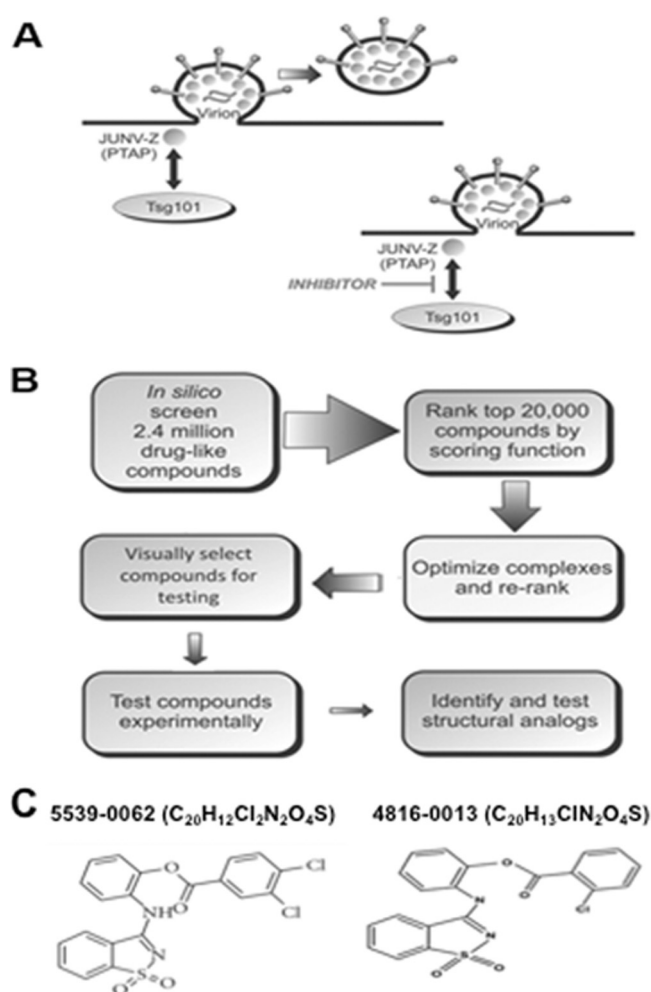 A
Virion
JUNV-Z
(PTAP)
Tsg101
Virion
JUNV-Z
(PTAP)
INHIBITOR
Tsg101
B
In silico
screen
2.4 million
drug-like
compounds
Rank top 20,000
compounds by
scoring function
Optimize complexes
and re-rank
Visually select
compounds for
testing
Test compounds
experimentally
Identify and test
structural analogs
C
5539-0062 (C₂₀H₁₂Cl₂N₂O₄S)
4816-0013 (C₂₀H₁₃ClN₂O₄S)
O
Cl
O
Cl
NH
N
S
O
O
O
O
Cl
N
N
S
O
O